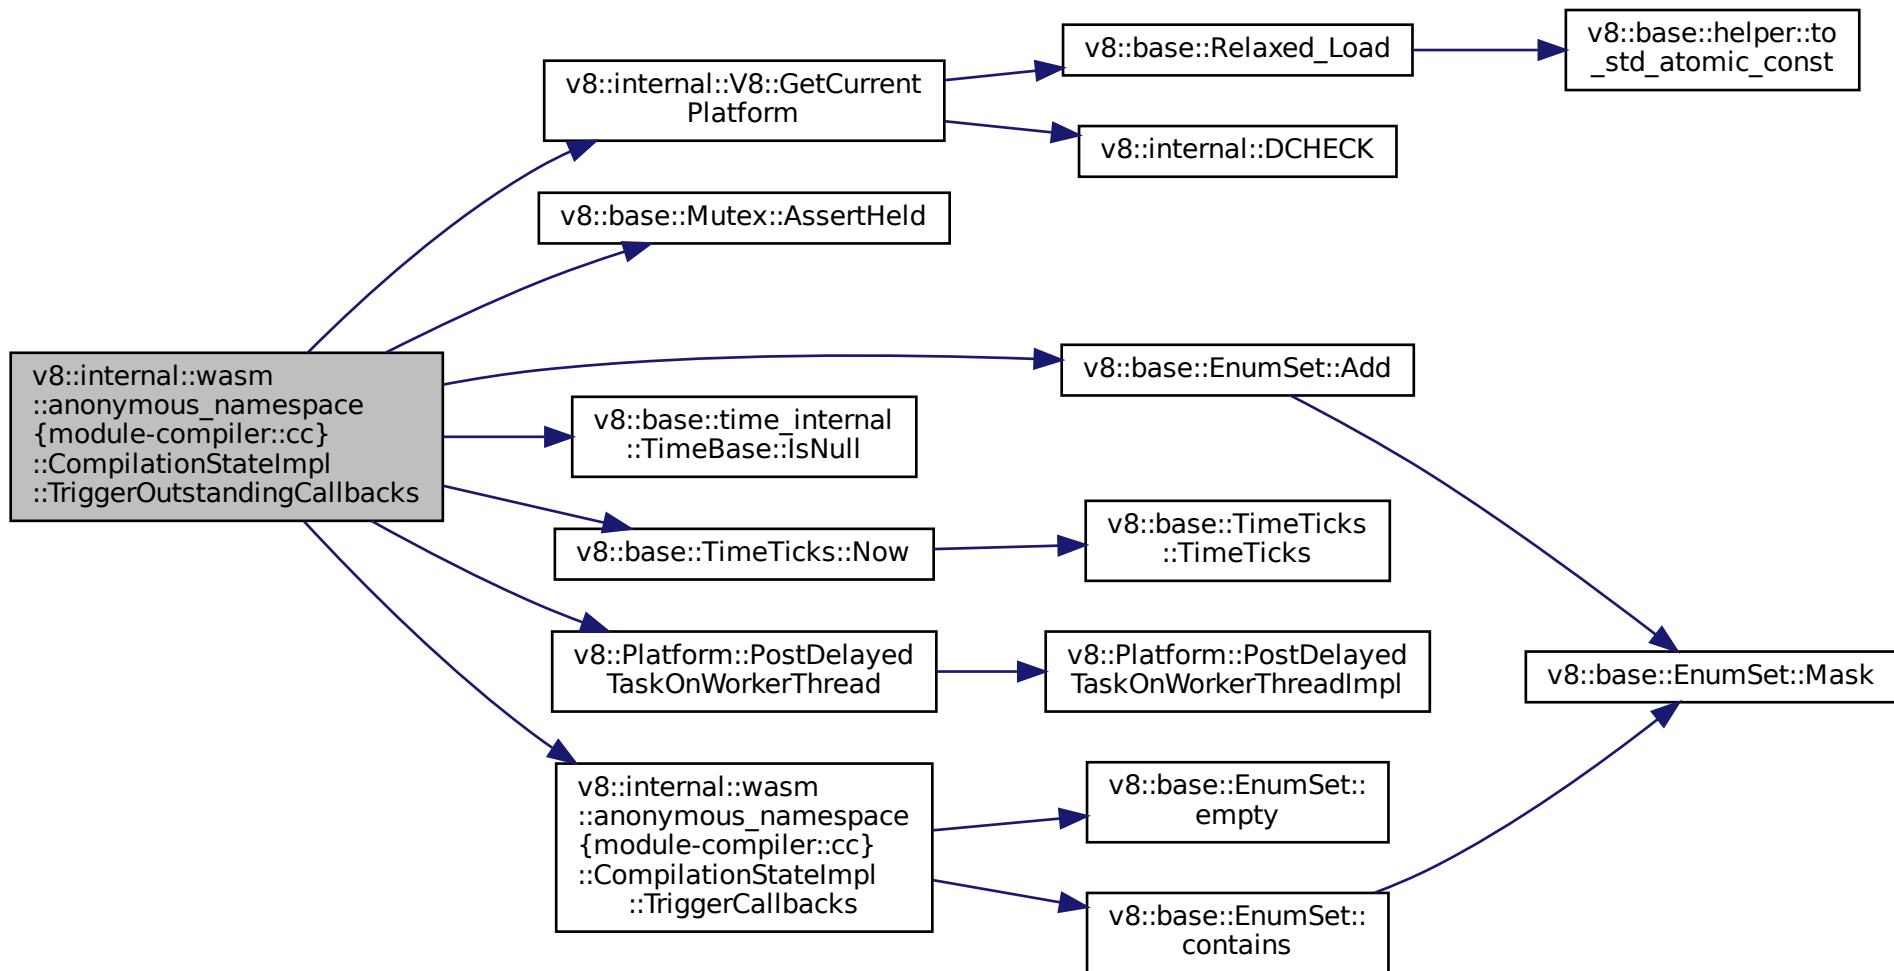 v8::internal::wasm
::anonymous_namespace
{module-compiler::cc}
::CompilationStateImpl
::TriggerOutstandingCallbacks
v8::internal::V8::GetCurrent
Platform
v8::base::Relaxed_Load
v8::base::helper::to
_std_atomic_const
v8::internal::DCHECK
v8::base::Mutex::AssertHeld
v8::base::EnumSet::Add
v8::base::time_internal
::TimeBase::IsNull
v8::base::TimeTicks::Now
v8::base::TimeTicks
::TimeTicks
v8::Platform::PostDelayed
TaskOnWorkerThread
v8::Platform::PostDelayed
TaskOnWorkerThreadImpl
v8::base::EnumSet::Mask
v8::internal::wasm
::anonymous_namespace
{module-compiler::cc}
::CompilationStateImpl
::TriggerCallbacks
v8::base::EnumSet::
empty
v8::base::EnumSet::
contains